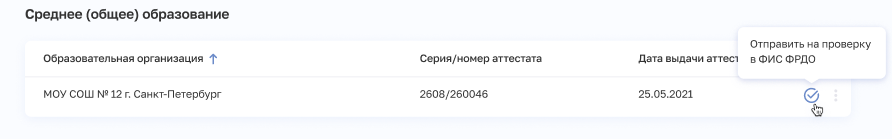 Среднее (общее) образование
Отправить на проверку
в ФИС ФРДО
Образовательная организация ↑ Серия/номер аттестата Дата выдачи аттест
МОУ СОШ № 12 г. Санкт-Петербург 2608/260046 25.05.2021